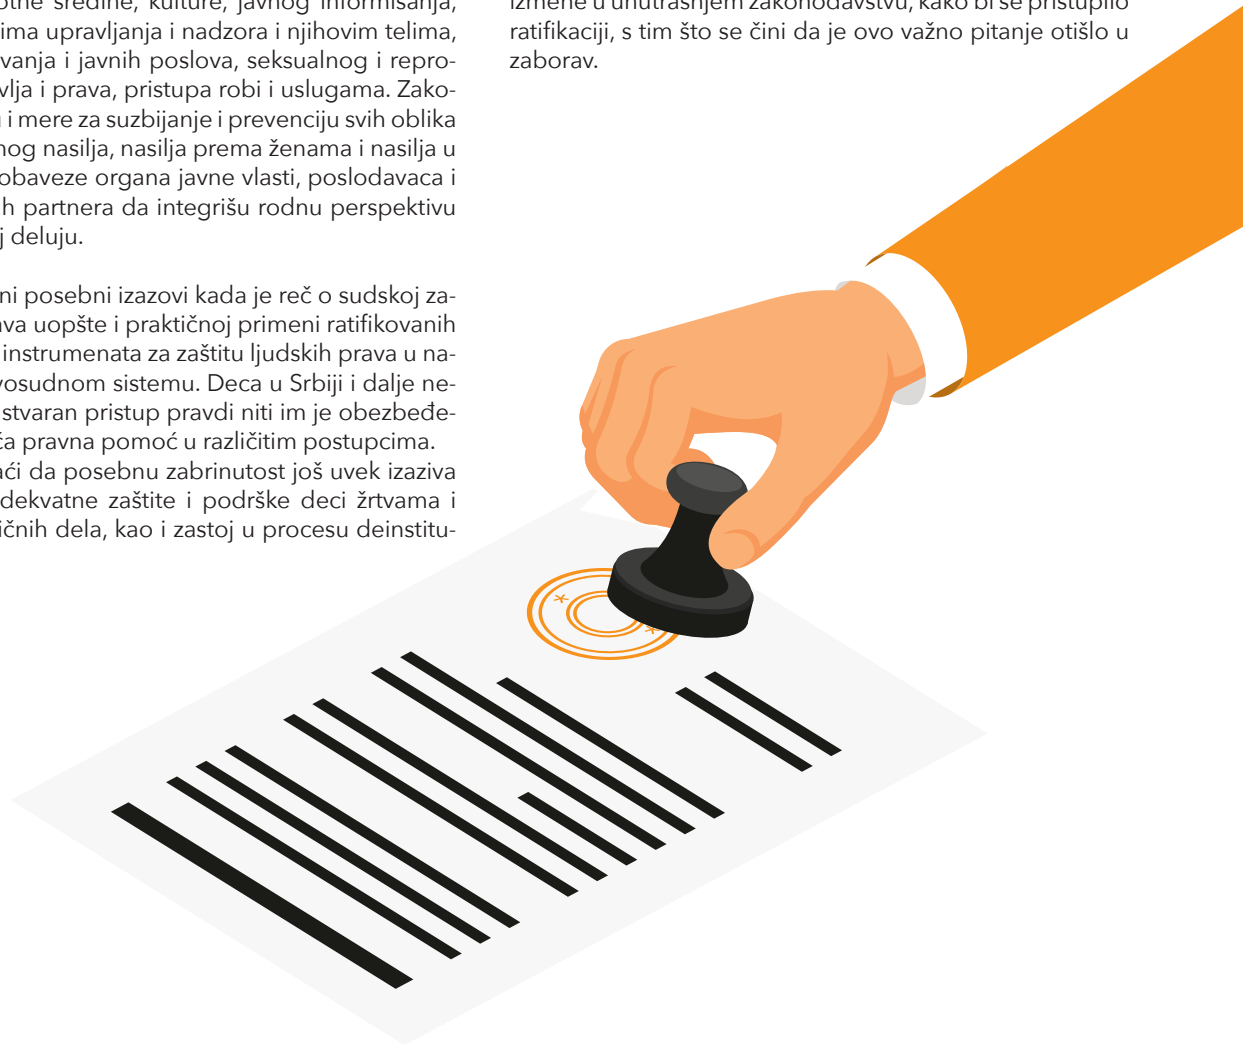 otne sredine, kulture, javnog informisanja,
ima upravljanja i nadzora i njihovim telima,
vanja i javnih poslova, seksualnog i repro-
vlja i prava, pristupa robi i uslugama. Zako-
i mere za suzbijanje i prevenciju svih oblika
nog nasilja, nasilja prema ženama i nasilja u
obaveze organa javne vlasti, poslodavaca i
h partnera da integrišu rodnu perspektivu
j deluju.
ni posebni izazovi kada je reč o sudskoj za-
ava uopšte i praktičnoj primeni ratifikovanih
instrumenata za zaštitu ljudskih prava u na-
vosudnom sistemu. Deca u Srbiji i dalje ne-
stvaran pristup pravdi niti im je obezbeđe-
ća pravna pomoć u različitim postupcima.
aći da posebnu zabrinutost još uvek izaziva
dekvatne zaštite i podrške deci žrtvama i
ičnih dela, kao i zastoj u procesu deinstitu-
izmene u unutrašnjem zakonodavstvu, kako bi se pristupilo
ratifikaciji, s tim što se čini da je ovo važno pitanje otišlo u
zaborav.